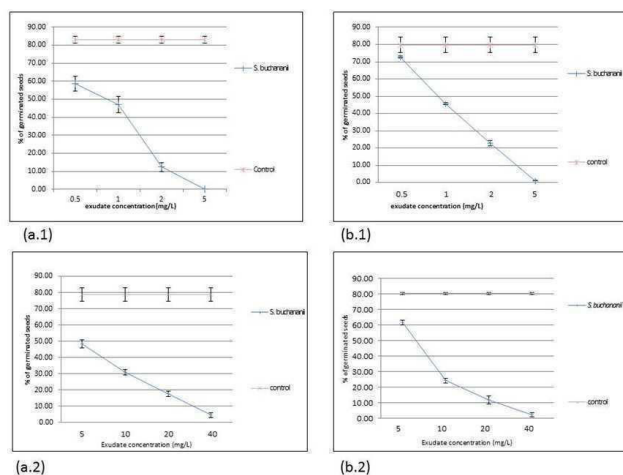 90.00
80.00
70.00
60.00
50.00
40.00
30.00
20.00
10.00
0.00
% of germinated seeds
0.5 1 2 5
exudate concentration (mg/L)
S. buchananii
Control
(a.1)
90.00
80.00
70.00
60.00
50.00
40.00
30.00
20.00
10.00
0.00
% of germinated seeds
0.5 1 2 5
exudate concentration (mg/L)
S. buchananii
control
(b.1)
90.00
80.00
70.00
60.00
50.00
40.00
30.00
20.00
10.00
0.00
% of germinated seeds
5 10 20 40
Exudate concentration (mg/L)
S. buchananii
control
(a.2)
90.00
80.00
70.00
60.00
50.00
40.00
30.00
20.00
10.00
0.00
% of germinated seeds
5 10 20 40
Exudate concentration (mg/L)
S. buchananii
control
(b.2)